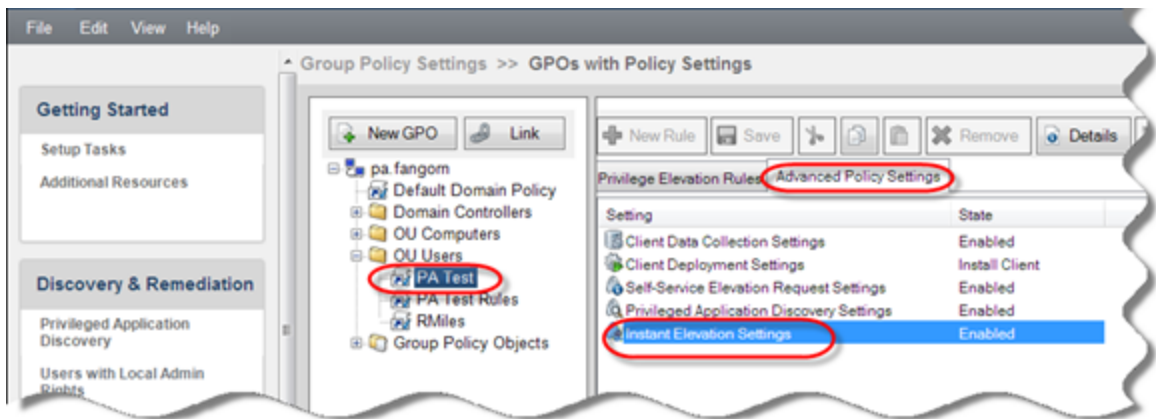 File Edit View Help
Group Policy Settings >> GPOs with Policy Settings
Getting Started
Setup Tasks
Additional Resources
Discovery & Remediation
Privileged Application
Discovery
Users with Local Admin
Rights
New GPO Link
pa.fangorn
Default Domain Policy
Domain Controllers
OU Computers
OU Users
PA Test
PA Test Rules
RMiles
Group Policy Objects
New Rule Save Remove Details
Privilege Elevation Rules Advanced Policy Settings
Setting State
Client Data Collection Settings Enabled
Client Deployment Settings Install Client
Self-Service Elevation Request Settings Enabled
Privileged Application Discovery Settings Enabled
Instant Elevation Settings Enabled